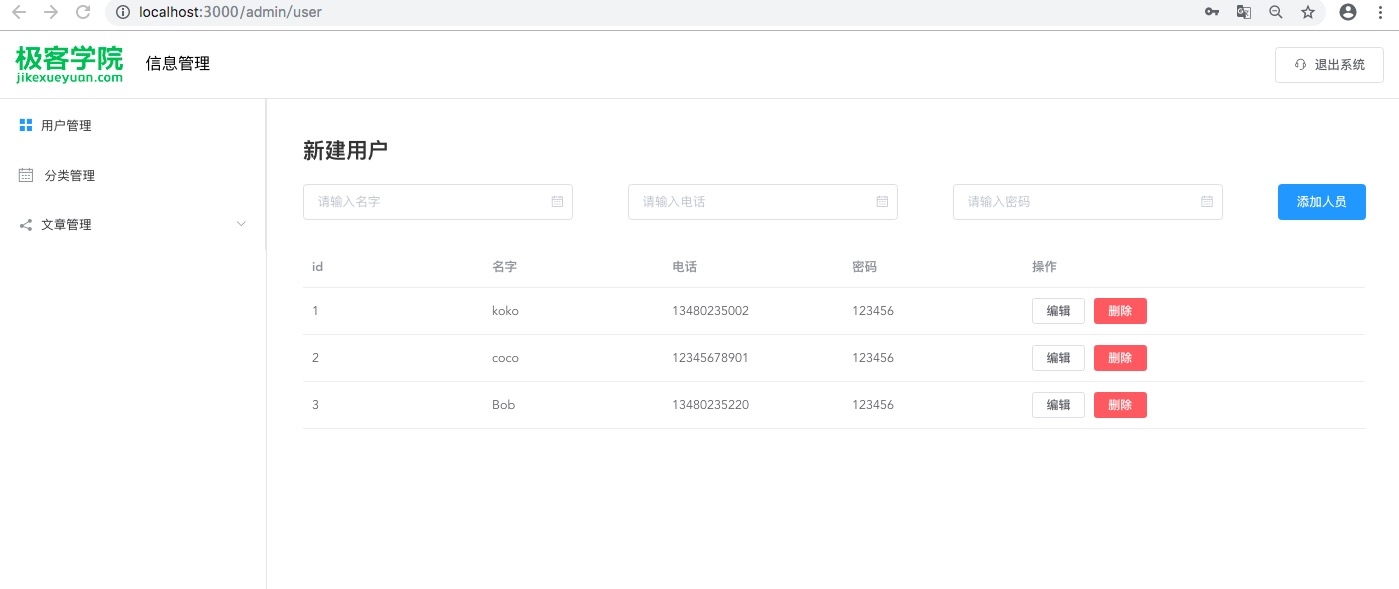 localhost:3000/admin/user
极客学院
jikexueyuan.com
信息管理
退出系统
用户管理
分类管理
文章管理
新建用户
请输入名字 请输入电话 请输入密码 添加人员
id 名字 电话 密码 操作
1 koko 13480235002 123456 编辑 删除
2 coco 12345678901 123456 编辑 删除
3 Bob 13480235220 123456 编辑 删除